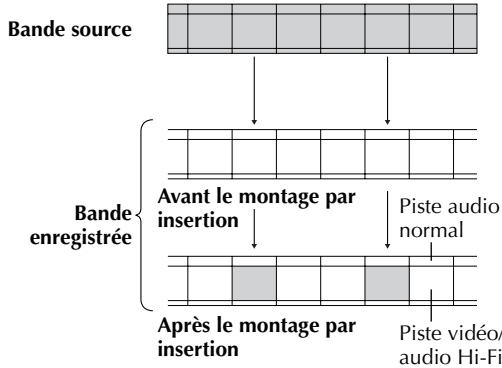 Bande source
Avant le montage par
insertion
Bande
enregistrée
Piste audio
normal
Après le montage par
insertion
Piste vidéo/
audio Hi-Fi